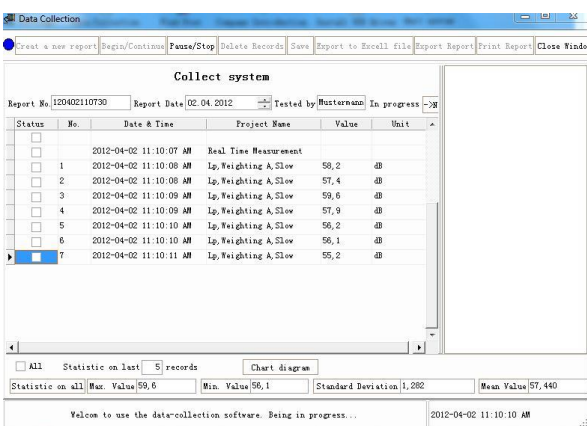 Data Collection
Creat a new report Begin/Continue Pause/Stop Delete Records Save Export to Excell file Export Report Print Report Close Windo
Collect system
Report No. 120402110730 Report Date 02.04.2012 Tested by Mustermann In progress ->N
Status No. Date & Time Project Name Value Unit
2012-04-02 11:10:07 AM Real Time Measurement
1 2012-04-02 11:10:08 AM Lp,Weighting A,Slow 58,2 dB
2 2012-04-02 11:10:08 AM Lp,Weighting A,Slow 57,4 dB
3 2012-04-02 11:10:09 AM Lp,Weighting A,Slow 59,6 dB
4 2012-04-02 11:10:09 AM Lp,Weighting A,Slow 57,9 dB
5 2012-04-02 11:10:10 AM Lp,Weighting A,Slow 56,2 dB
6 2012-04-02 11:10:10 AM Lp,Weighting A,Slow 56,1 dB
7 2012-04-02 11:10:11 AM Lp,Weighting A,Slow 55,2 dB
All Statistic on last 5 records Chart diagram
Statistic on all Max. Value 59,6 Min. Value 56,1 Standard Deviation 1,282 Mean Value 57,440
Welcom to use the data-collection software. Being in progress... 2012-04-02 11:10:10 AM